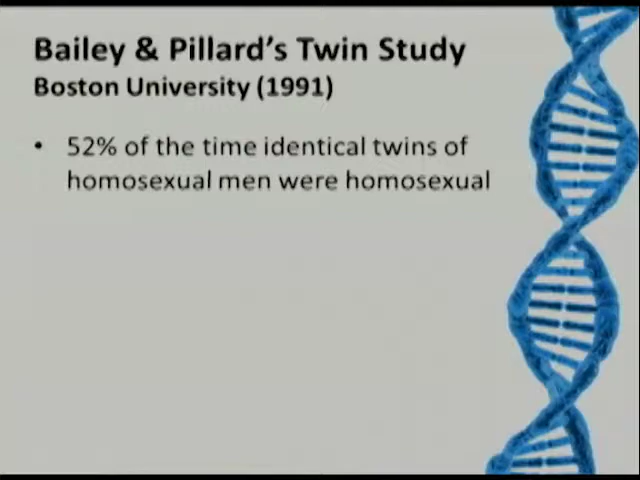 Bailey & Pillard's Twin Study
Boston University (1991)
• 52% of the time identical twins of
homosexual men were homosexual